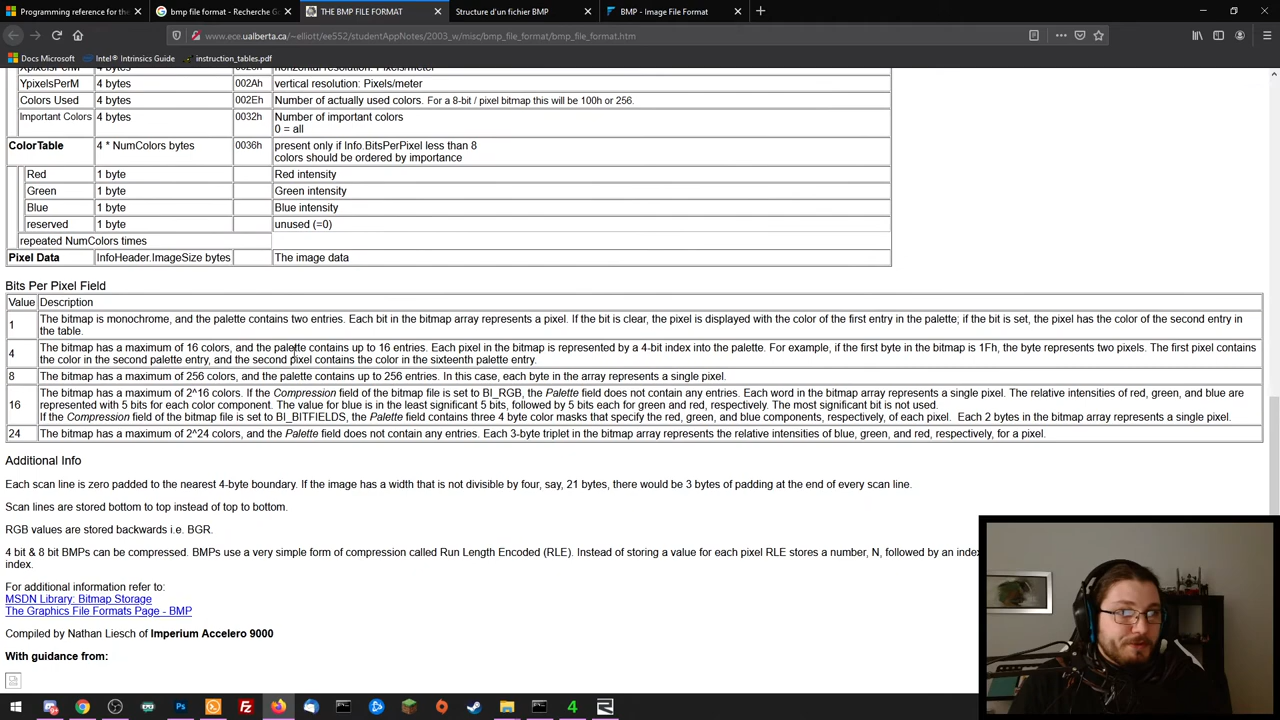 Programming reference for the
bmp file format - Recherche G
THE BMP FILE FORMAT
Structure d'un fichier BMP
BMP - Image File Format
www.ece.ualberta.ca/~elliott/ee552/studentAppNotes/2003_w/misc/bmp_file_format/bmp_file_format.htm
Docs Microsoft
Intel® Intrinsics Guide
instruction_tables.pdf
XpixelsPerM 4 bytes horizontal resolution: Pixels/meter
YpixelsPerM 4 bytes 002Ah vertical resolution: Pixels/meter
Colors Used 4 bytes 002Eh Number of actually used colors. For a 8-bit / pixel bitmap this will be 100h or 256.
Important Colors 4 bytes 0032h Number of important colors
0 = all
ColorTable 4 * NumColors bytes 0036h present only if Info.BitsPerPixel less than 8
colors should be ordered by importance
Red 1 byte Red intensity
Green 1 byte Green intensity
Blue 1 byte Blue intensity
reserved 1 byte unused (=0)
repeated NumColors times
Pixel Data InfoHeader.ImageSize bytes The image data
Bits Per Pixel Field
Value Description
1 The bitmap is monochrome, and the palette contains two entries. Each bit in the bitmap array represents a pixel. If the bit is clear, the pixel is displayed with the color of the first entry in the palette; if the bit is set, the pixel has the color of the second entry in
the table.
4 The bitmap has a maximum of 16 colors, and the palette contains up to 16 entries. Each pixel in the bitmap is represented by a 4-bit index into the palette. For example, if the first byte in the bitmap is 1Fh, the byte represents two pixels. The first pixel contains
the color in the second palette entry, and the second pixel contains the color in the sixteenth palette entry.
8 The bitmap has a maximum of 256 colors, and the palette contains up to 256 entries. In this case, each byte in the array represents a single pixel.
16 The bitmap has a maximum of 2^16 colors. If the Compression field of the bitmap file is set to BI_RGB, the Palette field does not contain any entries. Each word in the bitmap array represents a single pixel. The relative intensities of red, green, and blue are
represented with 5 bits for each color component. The value for blue is in the least significant 5 bits, followed by 5 bits each for green and red, respectively. The most significant bit is not used.
If the Compression field of the bitmap file is set to BI_BITFIELDS, the Palette field contains three 4 byte color masks that specify the red, green, and blue components, respectively, of each pixel. Each 2 bytes in the bitmap array represents a single pixel.
24 The bitmap has a maximum of 2^24 colors, and the Palette field does not contain any entries. Each 3-byte triplet in the bitmap array represents the relative intensities of blue, green, and red, respectively, for a pixel.
Additional Info
Each scan line is zero padded to the nearest 4-byte boundary. If the image has a width that is not divisible by four, say, 21 bytes, there would be 3 bytes of padding at the end of every scan line.
Scan lines are stored bottom to top instead of top to bottom.
RGB values are stored backwards i.e. BGR.
4 bit & 8 bit BMPs can be compressed. BMPs use a very simple form of compression called Run Length Encoded (RLE). Instead of storing a value for each pixel RLE stores a number, N, followed by an index
index.
For additional information refer to:
MSDN Library: Bitmap Storage
The Graphics File Formats Page - BMP
Compiled by Nathan Liesch of Imperium Accelero 9000
With guidance from: